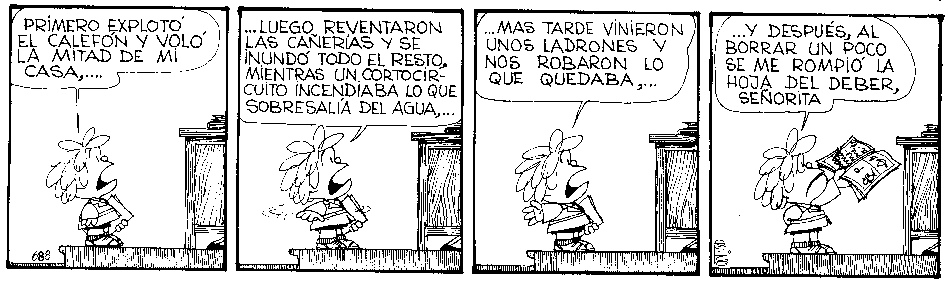 PRIMERO EXPLOTÓ
EL CALEFÓN Y VOLÓ
LA MITAD DE MI
CASA,....
...LUEGO REVENTARON
LAS CAÑERÍAS Y SE
INUNDÓ TODO EL RESTO,
MIENTRAS UN CORTOCIR-
CUITO INCENDIABA LO QUE
SOBRESALÍA DEL AGUA,...
...MAS TARDE VINIERON
UNOS LADRONES Y
NOS ROBARON LO
QUE QUEDABA,...
...Y DESPUÉS, AL
BORRAR UN POCO
SE ME ROMPIÓ LA
HOJA DEL DEBER,
SEÑORITA
688